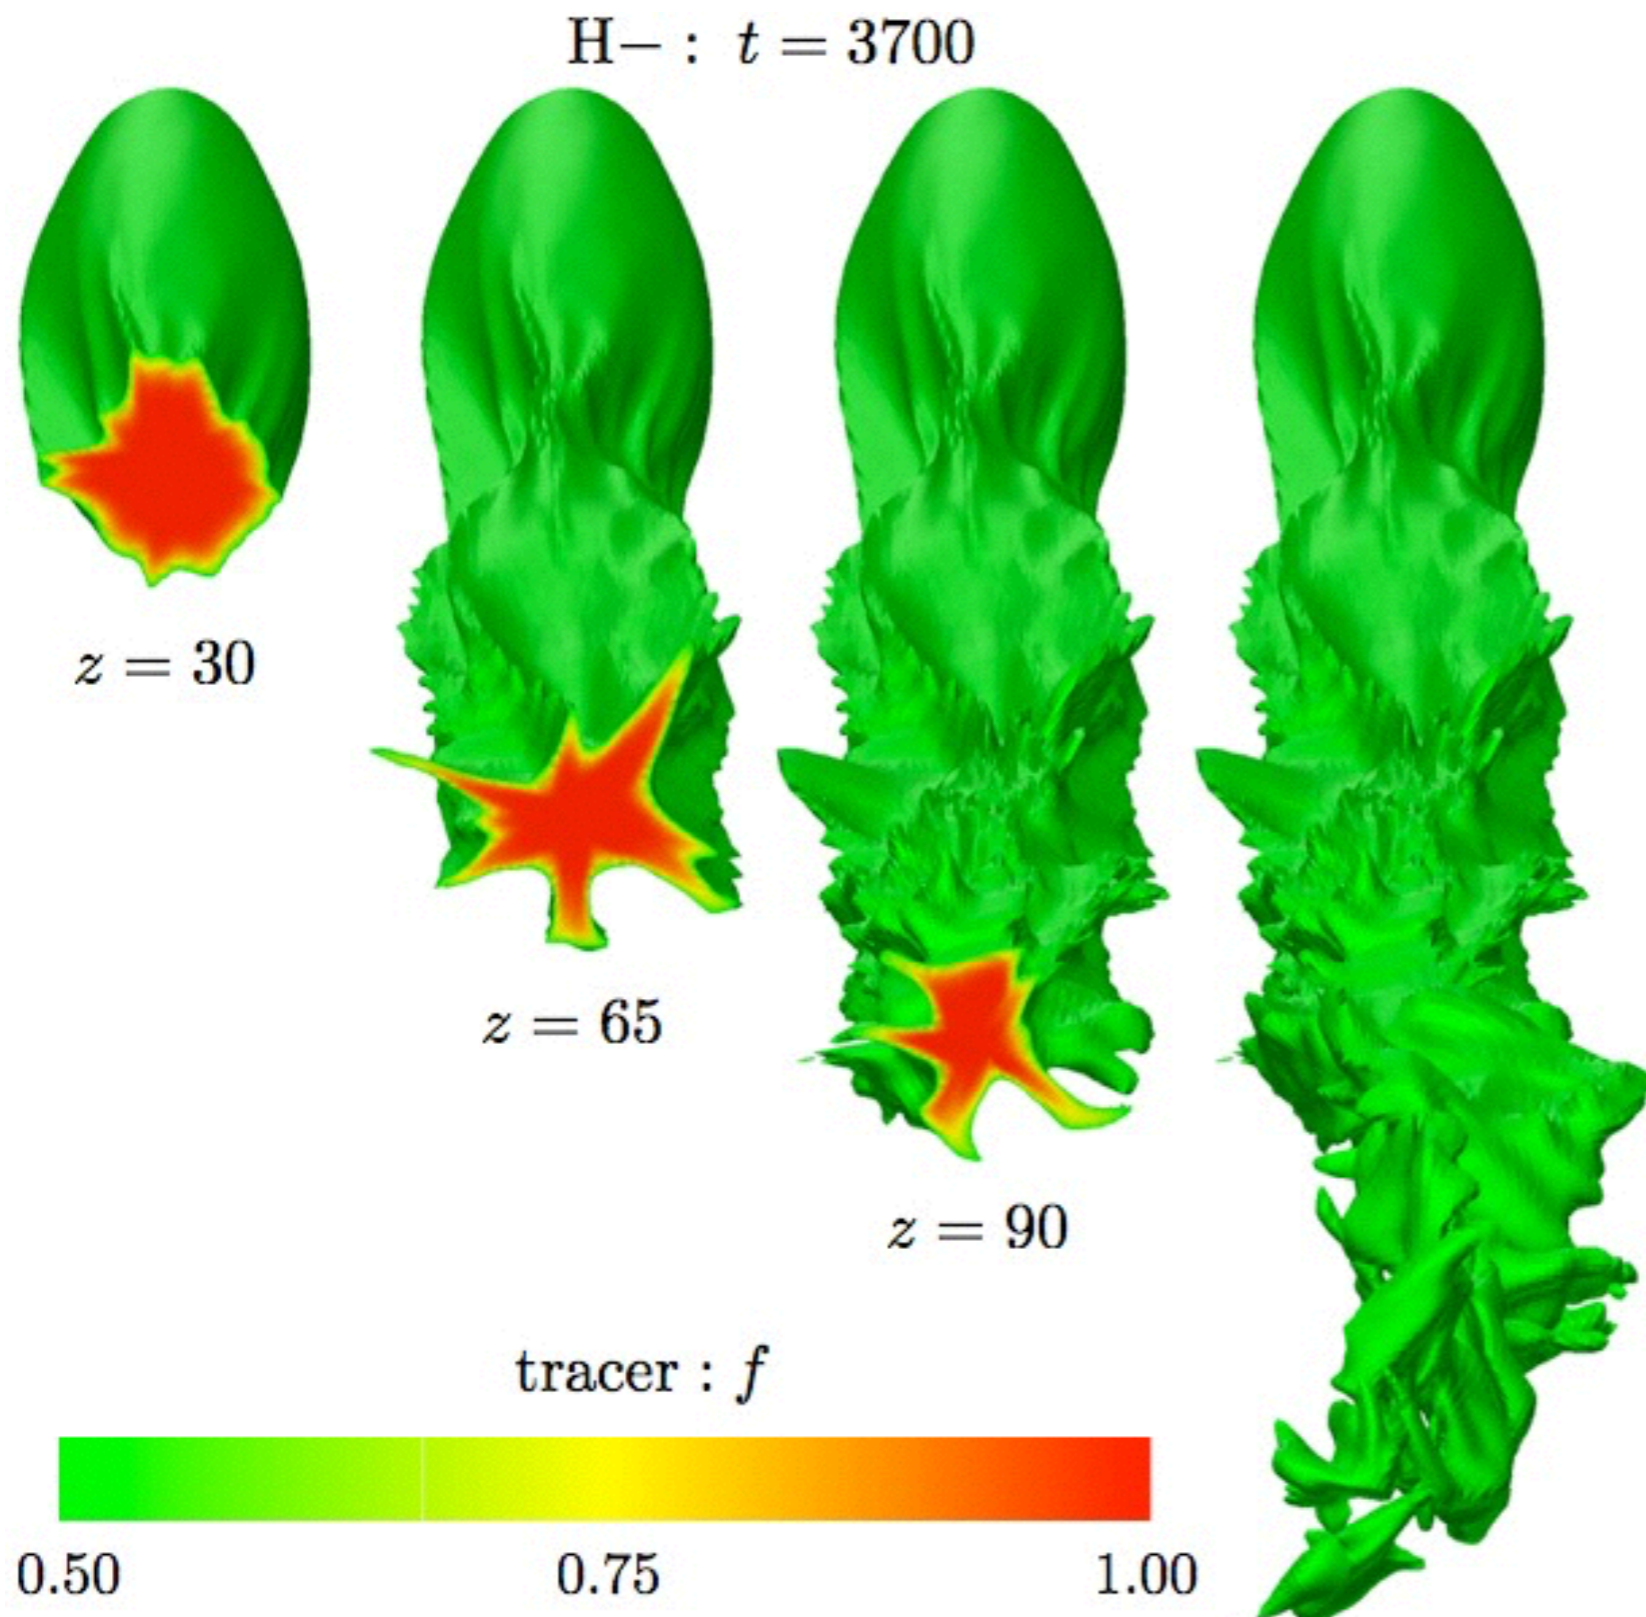 H− : t = 3700
z = 30
z = 65
z = 90
tracer : f
0.50 0.75 1.00